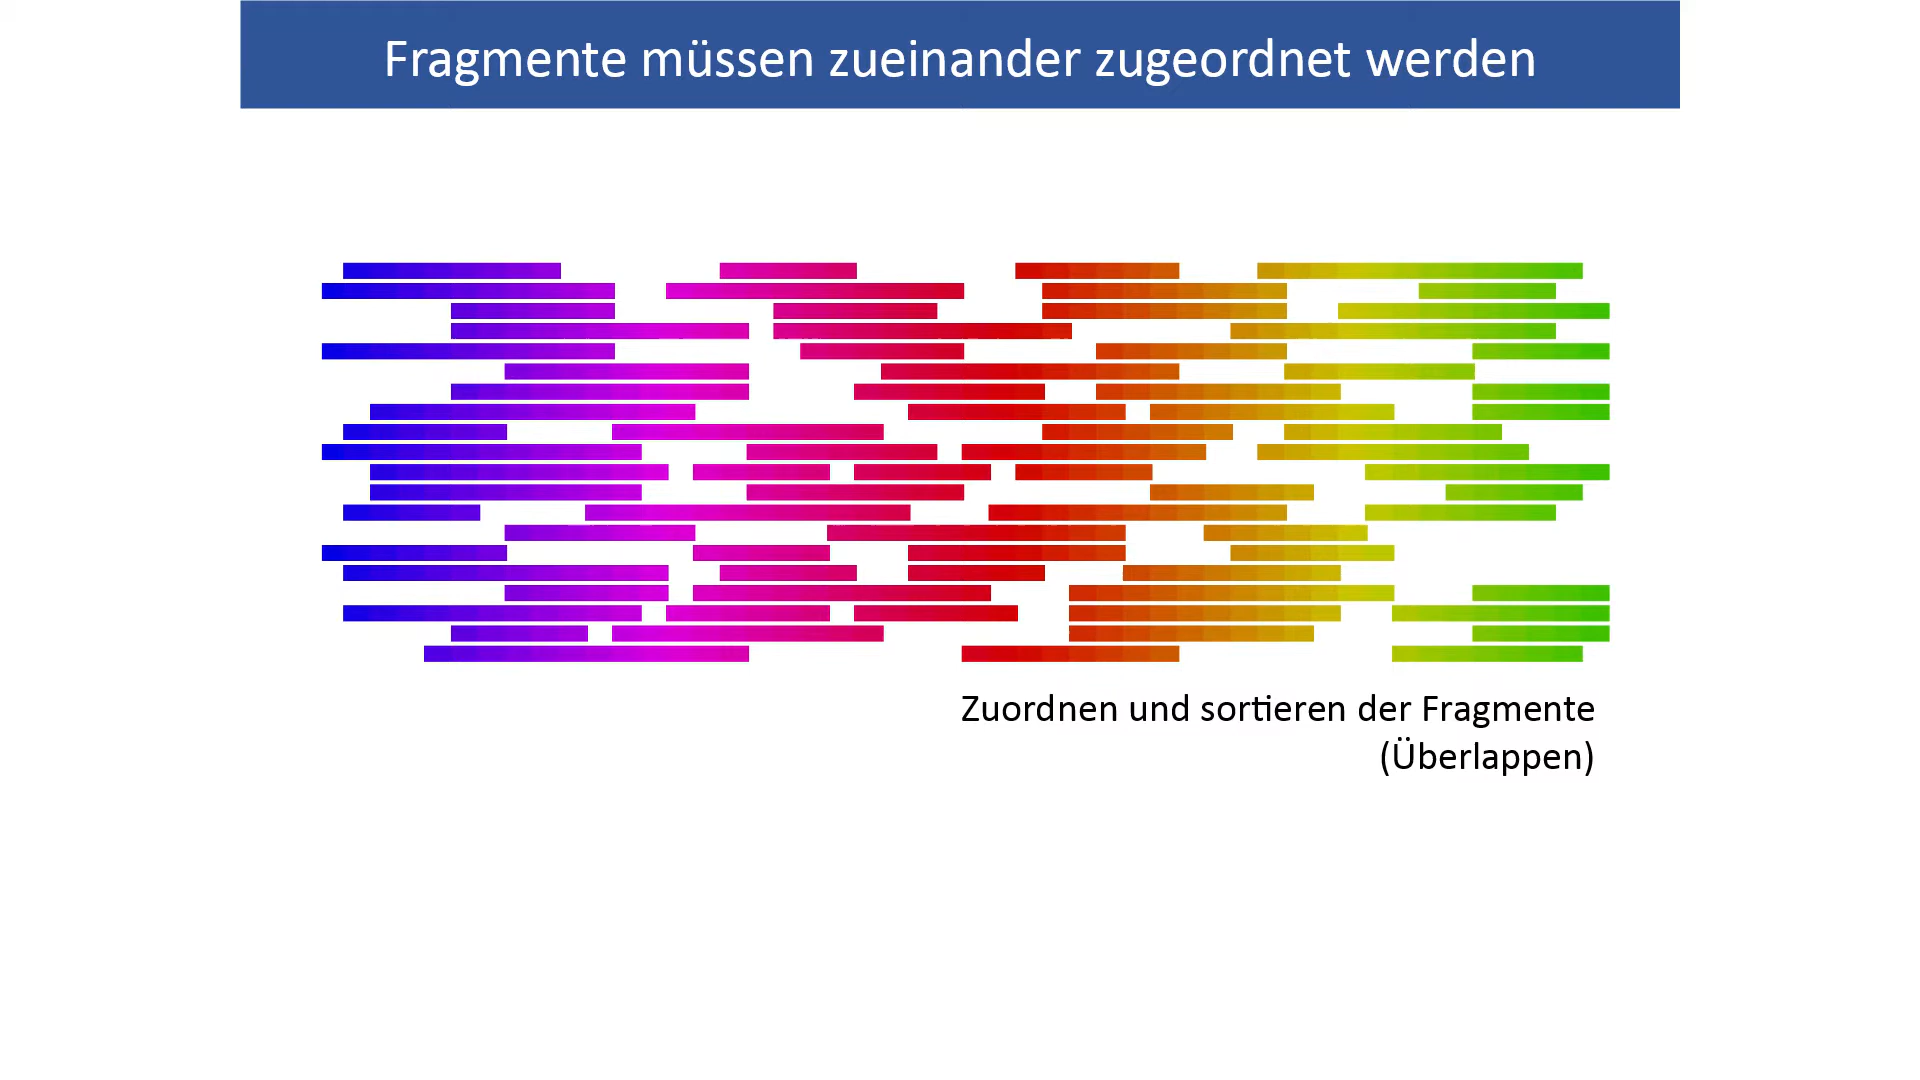 Fragmente müssen zueinander zugeordnet werden
Zuordnen und sortieren der Fragmente
(Überlappen)